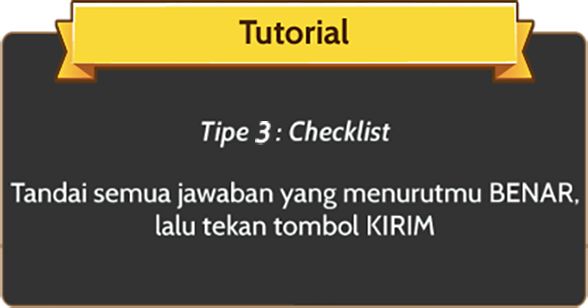 Tutorial
Tipe 3 : Checklist
Tandai semua jawaban yang menurutmu BENAR,
lalu tekan tombol KIRIM